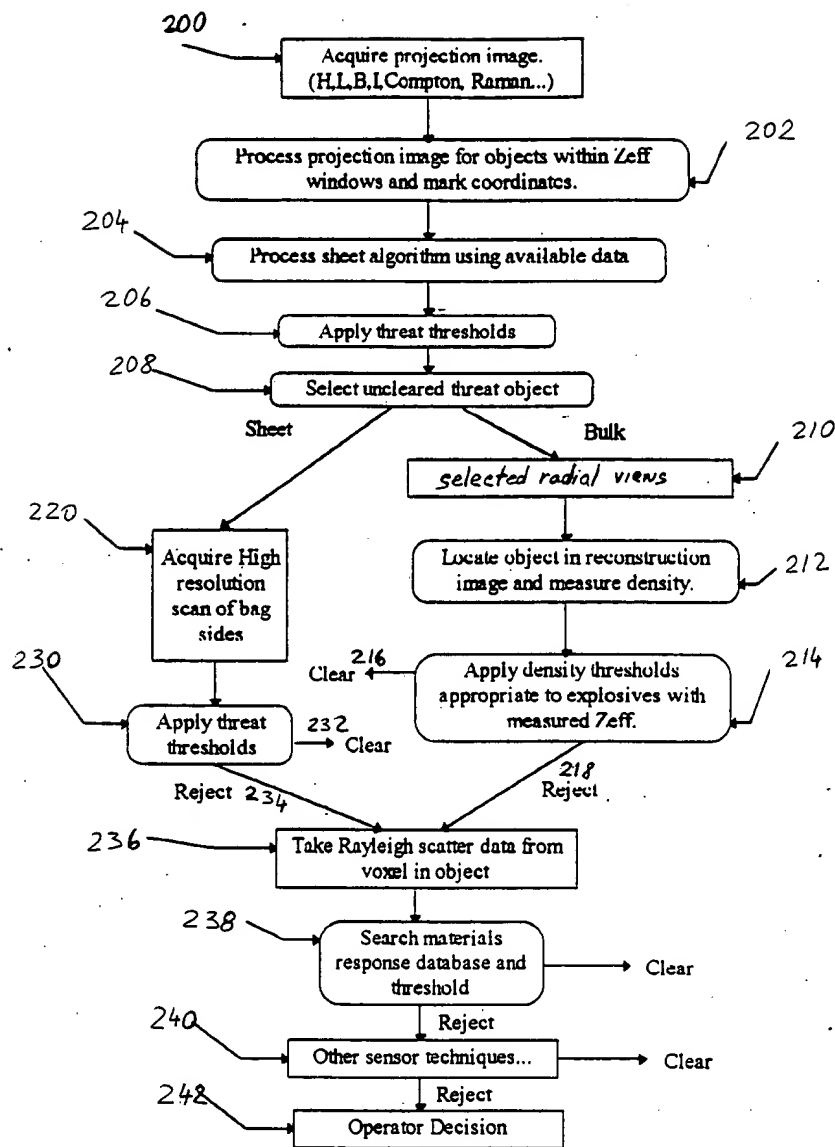 200
Acquire projection image.
(H,L,B,I,Compton, Raman...)
202
Process projection image for objects within Zeff
windows and mark coordinates.
204
Process sheet algorithm using available data
206
Apply threat thresholds
208
Select uncleared threat object
Sheet
Bulk
210
selected radial views
220
Acquire High
resolution
scan of bag
sides
Locate object in reconstruction
image and measure density.
212
230
Clear 216
Apply density thresholds
appropriate to explosives with
measured Zeff.
214
Apply threat
thresholds
232
Clear
Reject 234
218
Reject
236
Take Rayleigh scatter data from
voxel in object
238
Search materials
response database and
threshold
Clear
Reject
240
Other sensor techniques...
Clear
Reject
248
Operator Decision